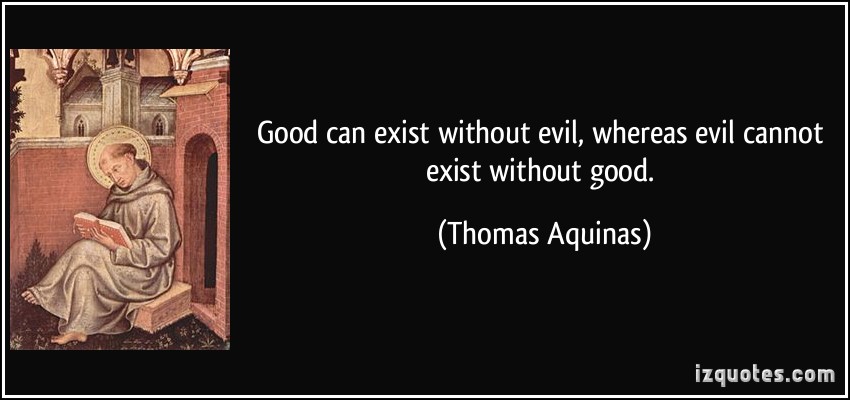 Good can exist without evil, whereas evil cannot
exist without good.
(Thomas Aquinas)
izquotes.com